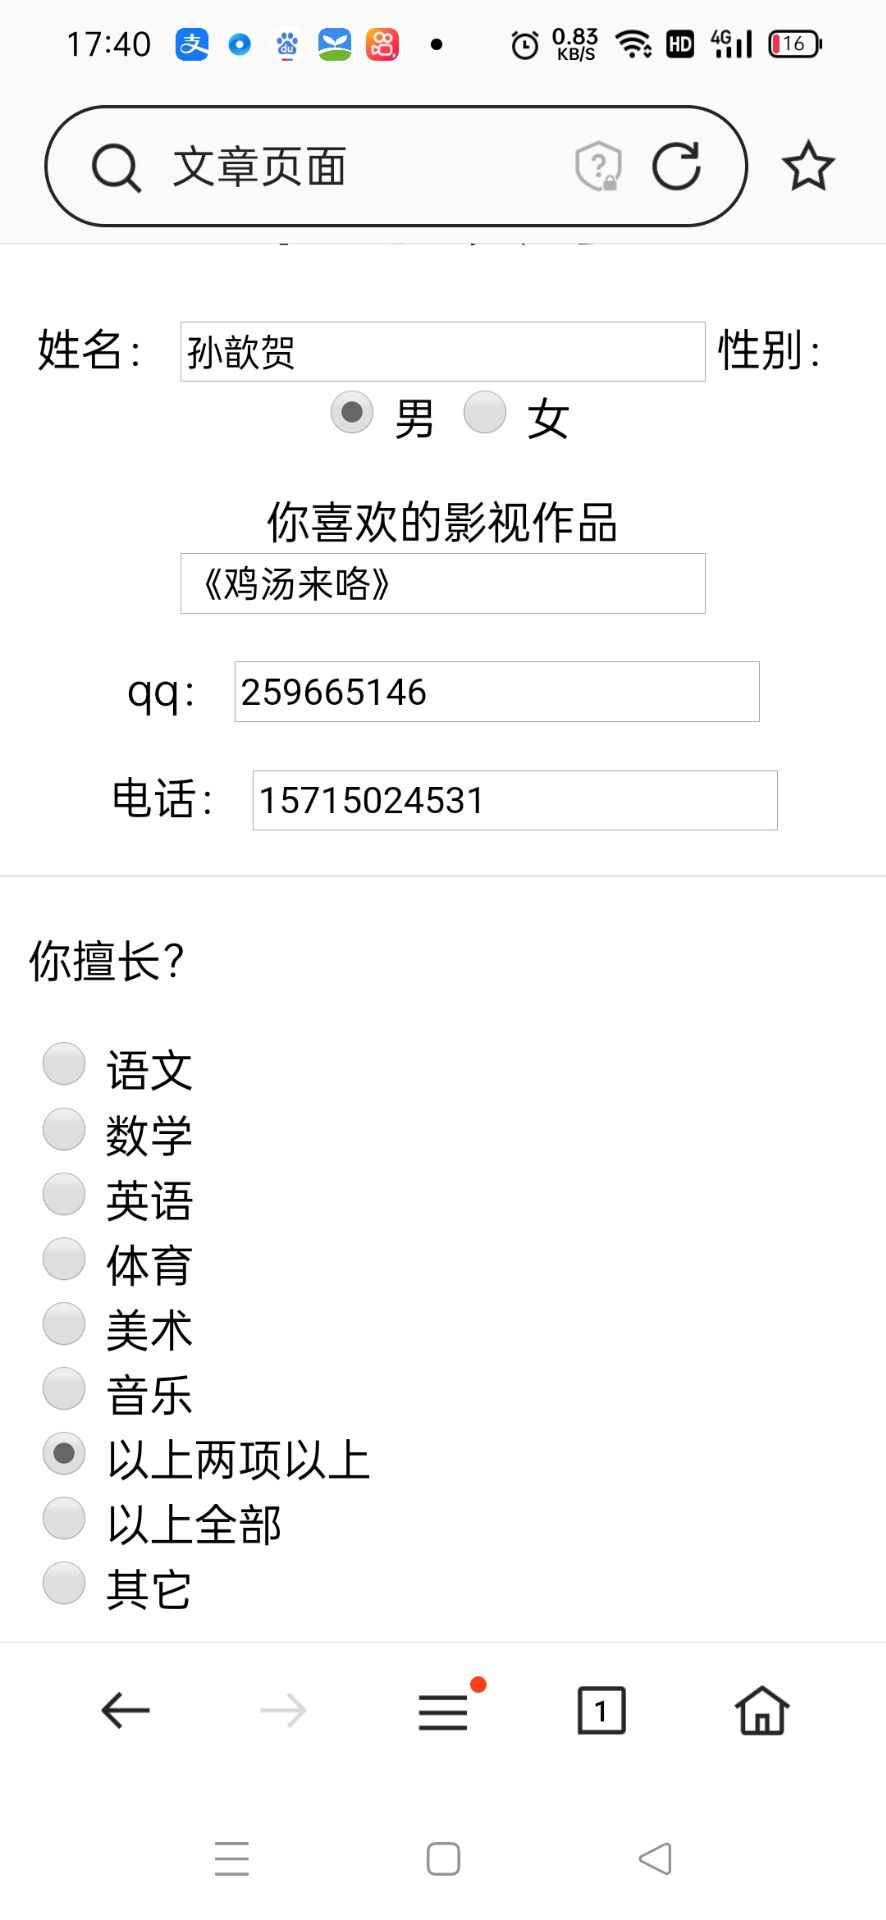 17:40
支
du
0.83
KB/S
HD
4G
16
文章页面
姓名：
孙歆贺
性别：
男
女
你喜欢的影视作品
《鸡汤来咯》
qq：
259665146
电话：
15715024531
你擅长？
语文
数学
英语
体育
美术
音乐
以上两项以上
以上全部
其它
1